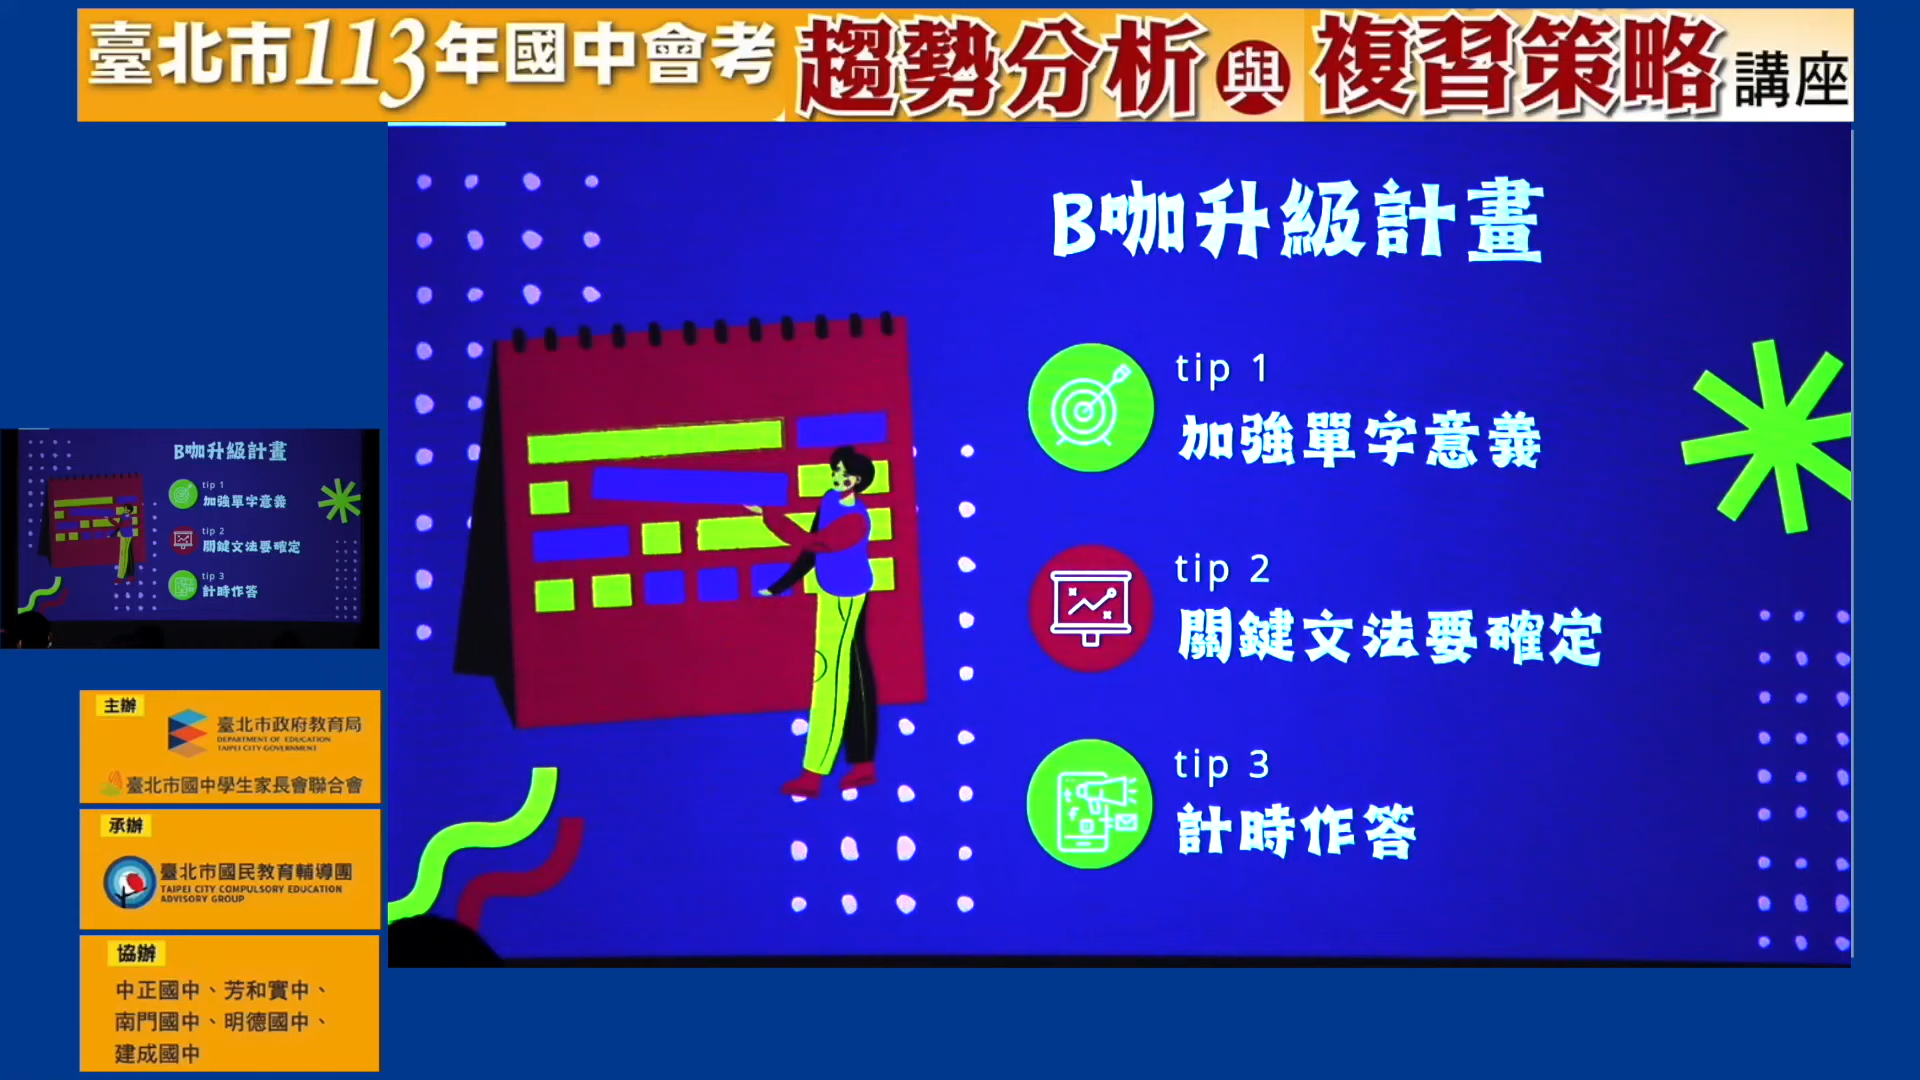 臺北市113年國中會考 趨勢分析與複習策略講座
B咖升級計畫
tip 1
加強單字意義
tip 2
關鍵文法要確定
tip 3
計時作答
B咖升級計畫
tip 1
加強單字意義
tip 2
關鍵文法要確定
tip 3
計時作答
主辦
臺北市政府教育局
DEPARTMENT OF EDUCATION
TAIPEI CITY GOVERNMENT
臺北市國中學生家長會聯合會
承辦
臺北市國民教育輔導團
TAIPEI CITY COMPULSORY EDUCATION
ADVISORY GROUP
協辦
中正國中、芳和實中、
南門國中、明德國中、
建成國中